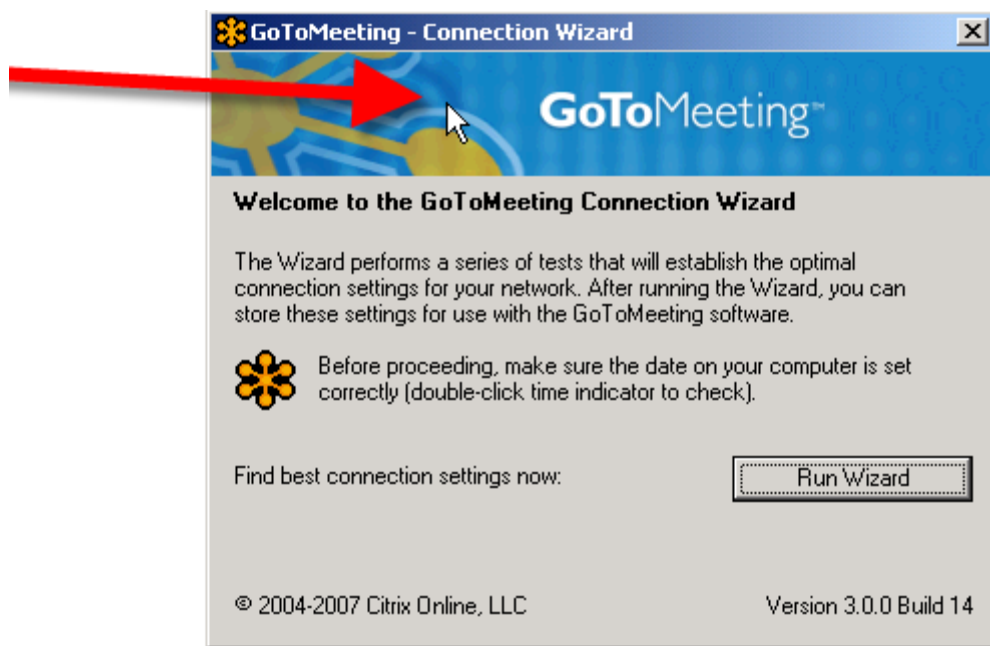 GoToMeeting - Connection Wizard
GoToMeeting™
Welcome to the GoToMeeting Connection Wizard
The Wizard performs a series of tests that will establish the optimal
connection settings for your network. After running the Wizard, you can
store these settings for use with the GoToMeeting software.
Before proceeding, make sure the date on your computer is set
correctly (double-click time indicator to check).
Find best connection settings now:
Run Wizard
© 2004-2007 Citrix Online, LLC
Version 3.0.0 Build 14